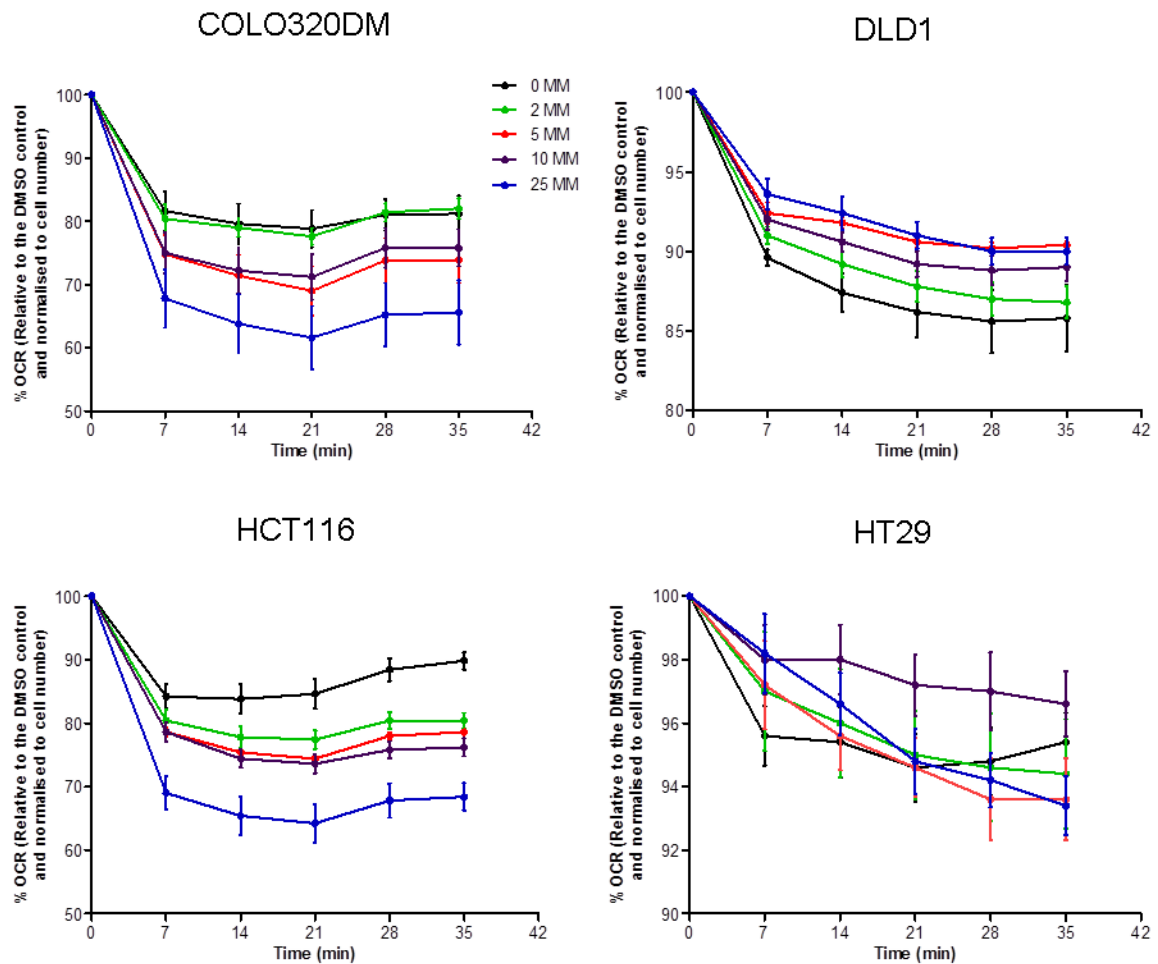 COLO320DM
% OCR (Relative to the DMSO control
and normalised to cell number)
100
90
80
70
60
50
0 7 14 21 28 35 42
Time (min)
0 MM
2 MM
5 MM
10 MM
25 MM
DLD1
% OCR (Relative to the DMSO control
and normalised to cell number)
100
95
90
85
80
0 7 14 21 28 35 42
Time (min)
HCT116
% OCR (Relative to the DMSO control
and normalised to cell number)
100
90
80
70
60
50
0 7 14 21 28 35 42
Time (min)
HT29
% OCR (Relative to the DMSO control
and normalised to cell number)
100
98
96
94
92
90
0 7 14 21 28 35 42
Time (min)